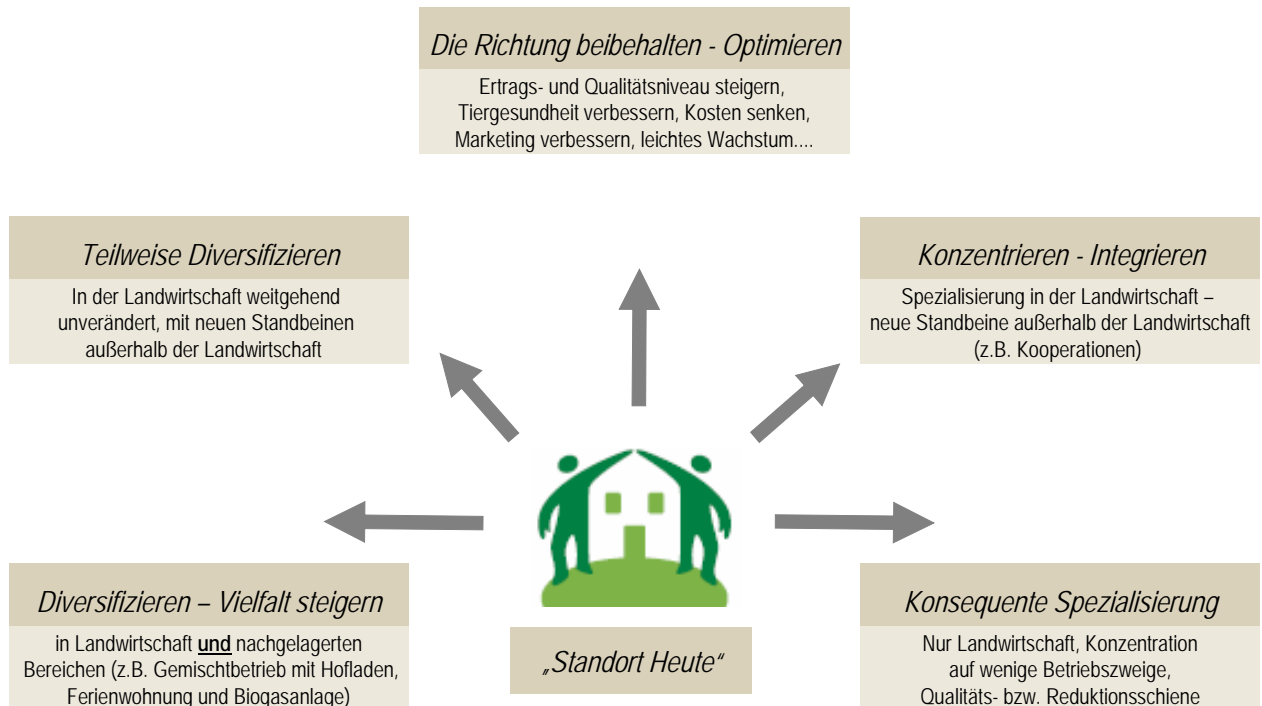 Die Richtung beibehalten - Optimieren
Ertrags- und Qualitätsniveau steigern,
Tiergesundheit verbessern, Kosten senken,
Marketing verbessern, leichtes Wachstum....
Teilweise Diversifizieren
In der Landwirtschaft weitgehend
unverändert, mit neuen Standbeinen
außerhalb der Landwirtschaft
Konzentrieren - Integrieren
Spezialisierung in der Landwirtschaft –
neue Standbeine außerhalb der Landwirtschaft
(z.B. Kooperationen)
Diversifizieren – Vielfalt steigern
in Landwirtschaft und nachgelagerten
Bereichen (z.B. Gemischtbetrieb mit Hofladen,
Ferienwohnung und Biogasanlage)
„Standort Heute“
Konsequente Spezialisierung
Nur Landwirtschaft, Konzentration
auf wenige Betriebszweige,
Qualitäts- bzw. Reduktionsschiene